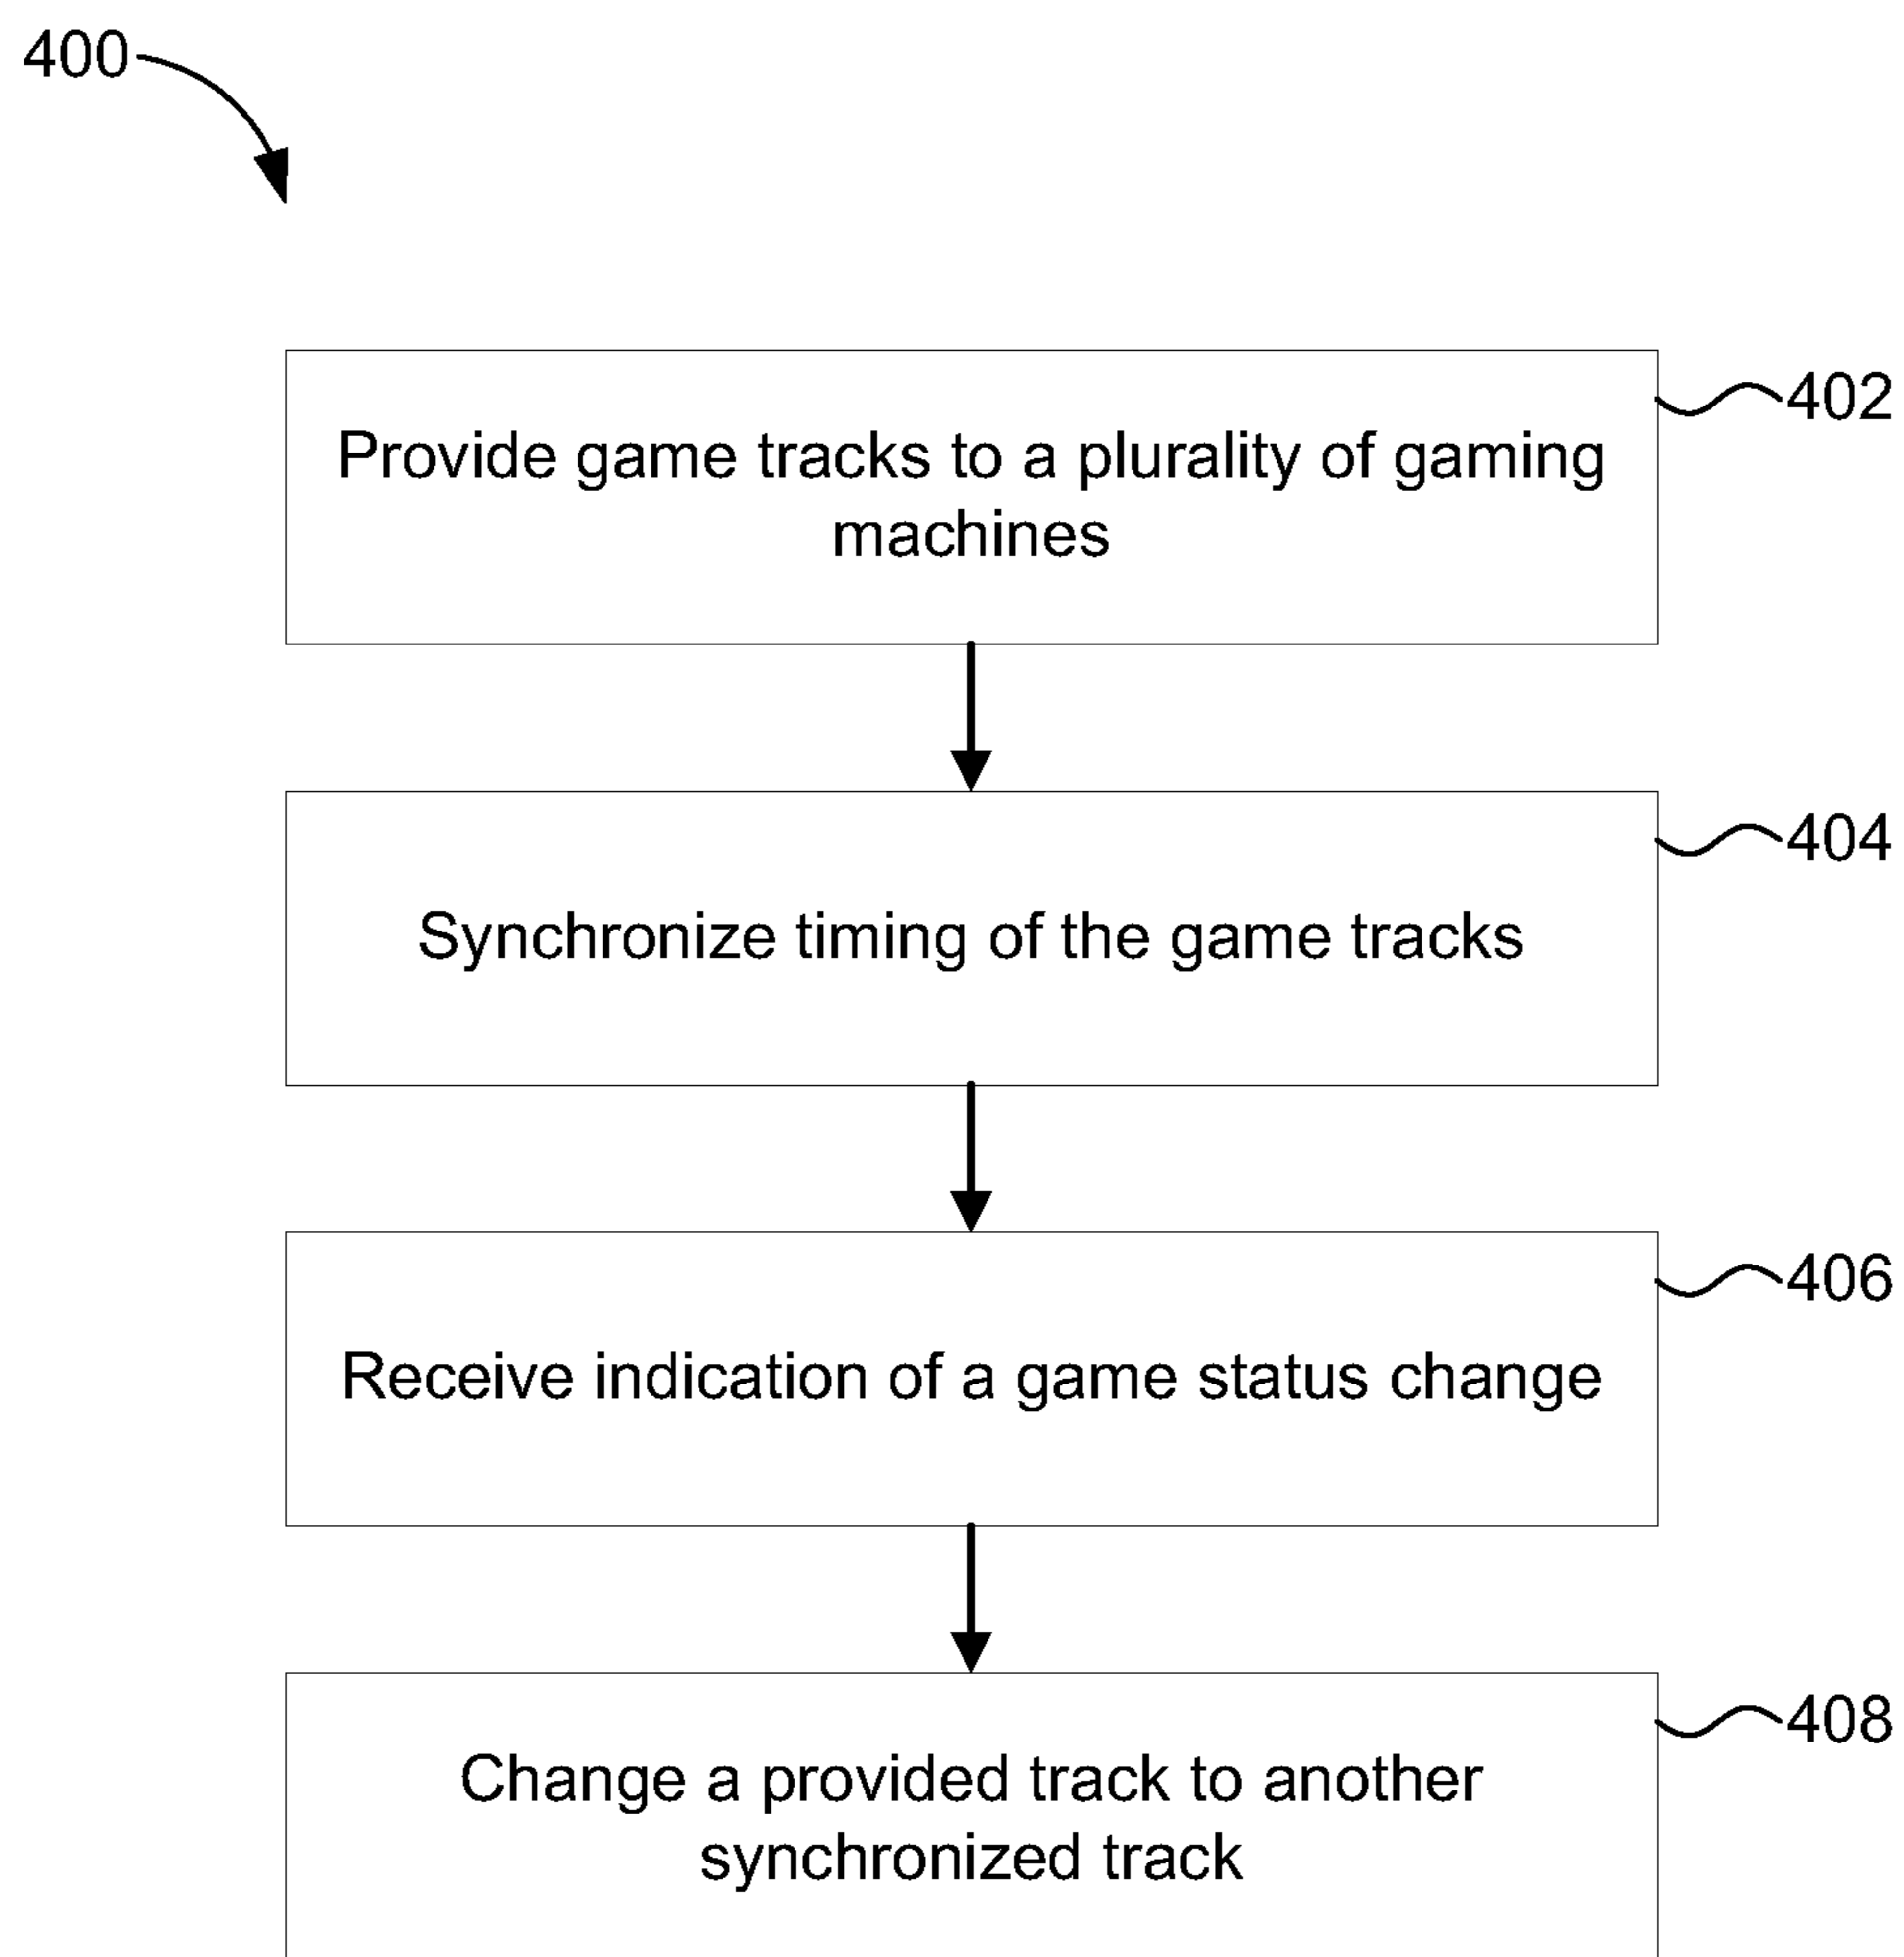 400
402
Provide game tracks to a plurality of gaming
machines
404
Synchronize timing of the game tracks
406
Receive indication of a game status change
408
Change a provided track to another
synchronized track